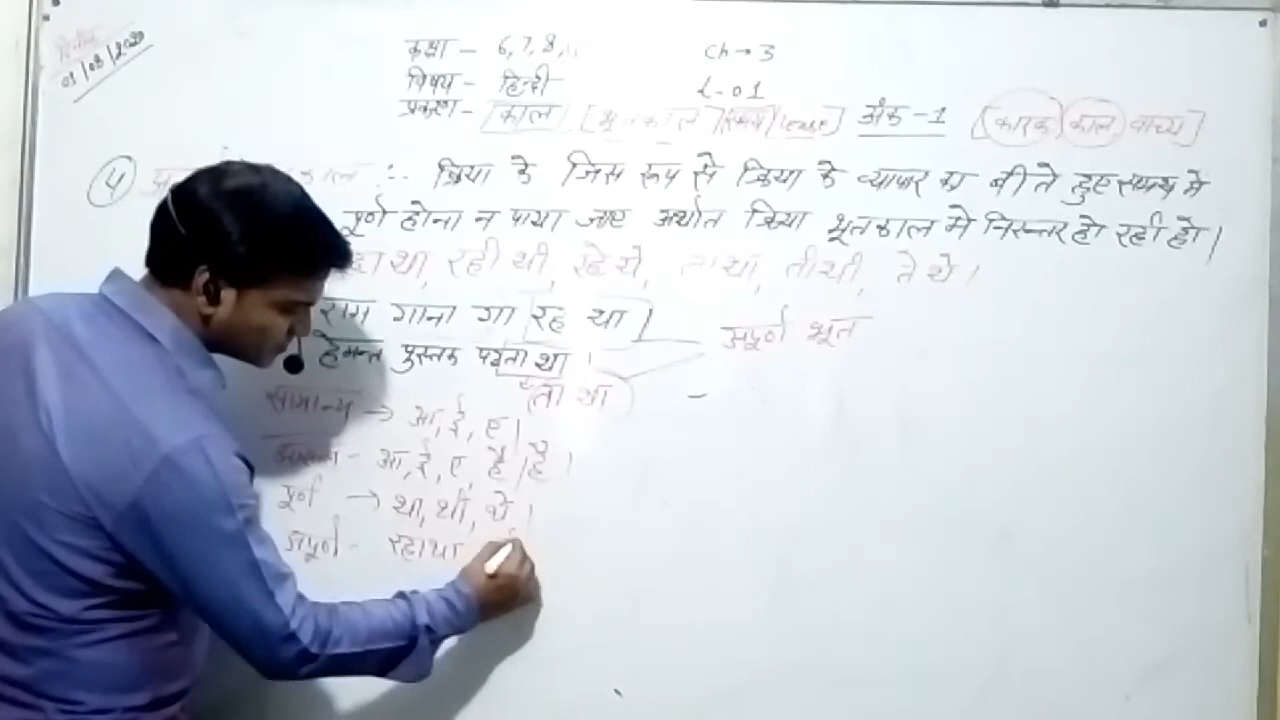 दिनांक
01/08/2020
कक्षा - 6,7,8,..
Ch → 3
विषय - हिन्दी
L-01
प्रकरण - [काल] [भूतकाल] अंक-1 [कारक काल वाच्य]
4 काल :- क्रिया के जिस रूप से क्रिया के व्यापार का बीते हुए समय मे
पूर्ण होना न पाया जाए अर्थात क्रिया भूतकाल मे निरन्तर हो रही हो।
था, रही थी, रहे थे, ता था, ती थी, ते थे।
राम गाना गा रह था।
अपूर्ण भूत
हेमन्त पुस्तक पढ़ता था।
(ता था)
सामान्य → आ, ई, ए।
आसन्न - आ, ई, ए, है/हैं।
पूर्ण → था, थी, थे।
अपूर्ण - रहा था